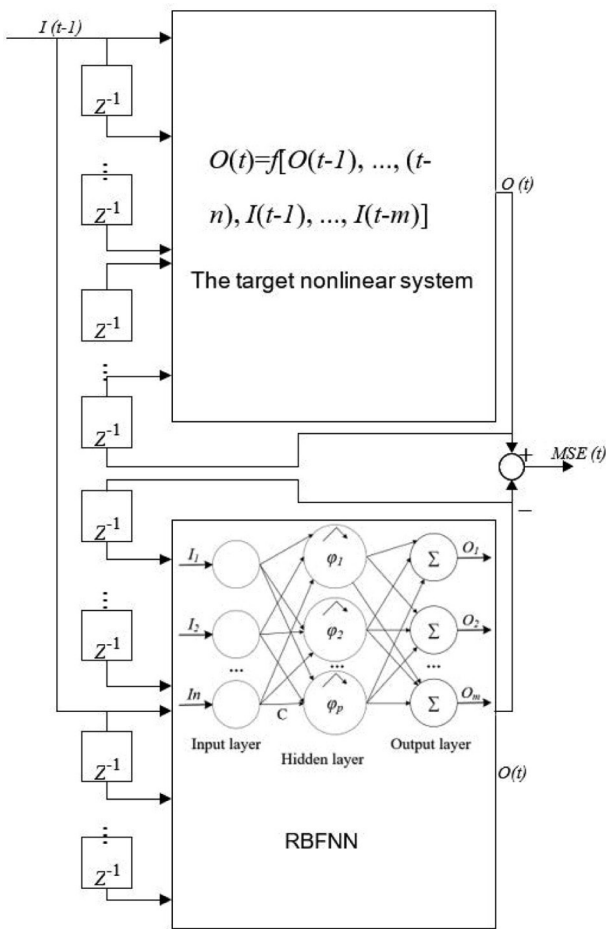 I (t-1)
Z-1
Z-1
Z-1
Z-1
O(t)=f[O(t-1), ..., (t-
n), I(t-1), ..., I(t-m)]
The target nonlinear system
O (t)
+
MSE (t)
−
Z-1
Z-1
Z-1
Z-1
I1
φ1
Σ
O1
I2
φ2
Σ
O2
...
...
...
In
C
φp
Σ
Om
Input layer
Hidden layer
Output layer
O(t)
RBFNN